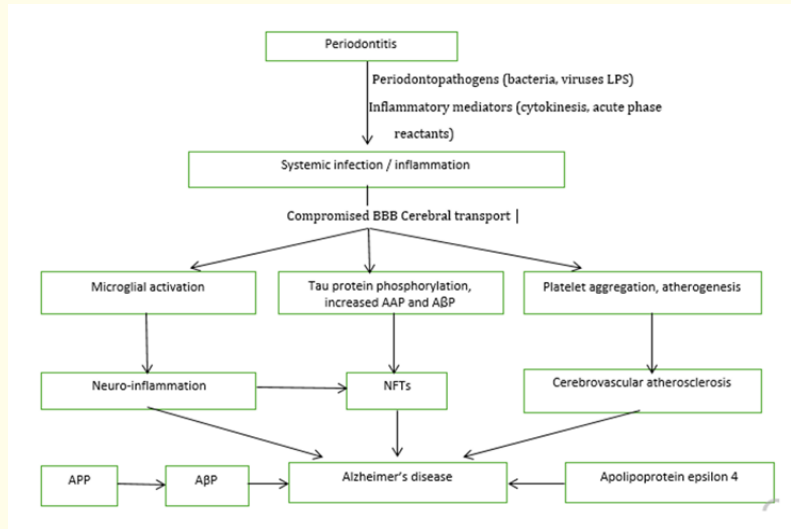 Periodontitis
Periodontopathogens (bacteria, viruses LPS)
Inflammatory mediators (cytokinesis, acute phase
reactants)
Systemic infection / inflammation
Compromised BBB Cerebral transport |
Microglial activation
Tau protein phosphorylation,
increased AAP and AβP
Platelet aggregation, atherogenesis
Neuro-inflammation
NFTs
Cerebrovascular atherosclerosis
APP
AβP
Alzheimer's disease
Apolipoprotein epsilon 4